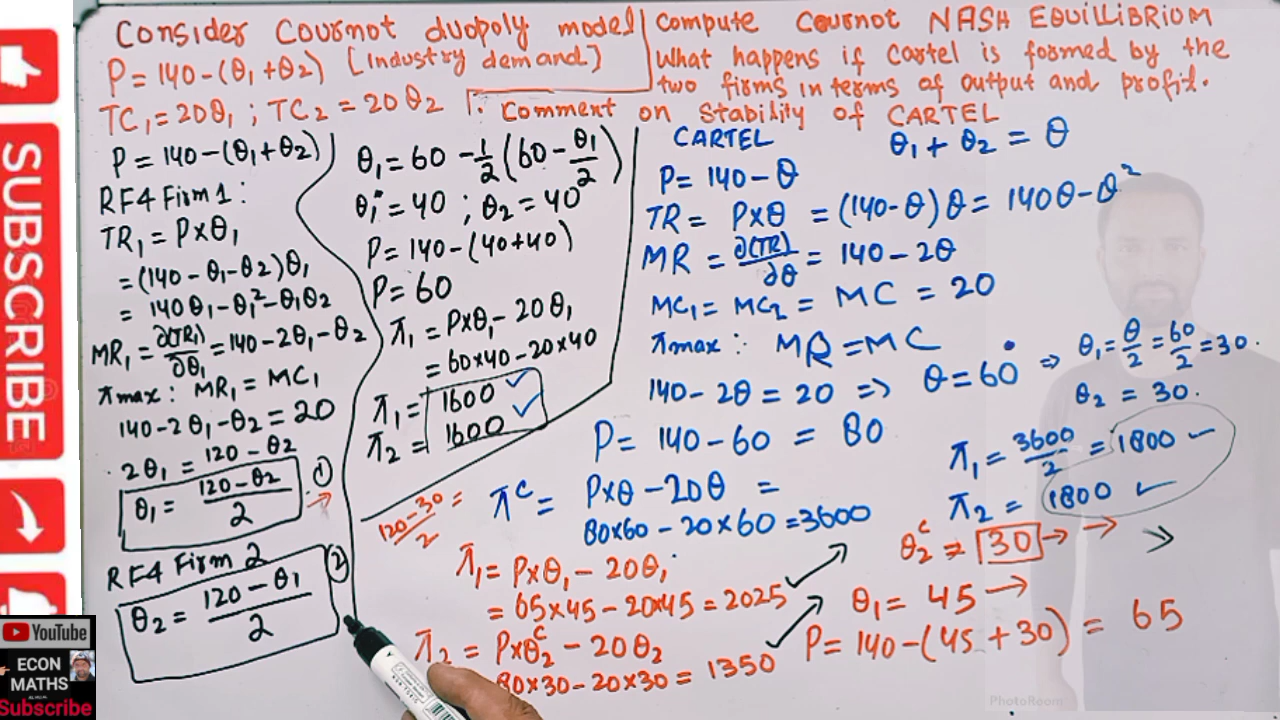 Consider Cournot duopoly model
P = 140 - (θ1 + θ2) [Industry demand]
TC1 = 20θ1 ; TC2 = 20θ2
Compute Cournot NASH EQUILIBRIUM
What happens if Cartel is formed by the
two firms in terms of output and profit.
Comment on Stability of CARTEL
P = 140 - (θ1 + θ2)
RF4 Firm 1:
TR1 = P×θ1
= (140 - θ1 - θ2) θ1
= 140θ1 - θ1² - θ1θ2
MR1 = ∂(TR1)/∂θ1 = 140 - 2θ1 - θ2
πmax: MR1 = MC1
140 - 2θ1 - θ2 = 20
2θ1 = 120 - θ2
θ1 = (120 - θ2)/2 ①
RF4 Firm 2
θ2 = (120 - θ1)/2 ②
θ1 = 60 - 1/2 (60 - θ1/2)
θ1 = 40 ; θ2 = 40
P = 140 - (40+40)
P = 60
π1 = P×θ1 - 20θ1
= 60×40 - 20×40
π1 = 1600 ✓
π2 = 1600 ✓
CARTEL
θ1 + θ2 = θ
P = 140 - θ
TR = P×θ = (140-θ)θ = 140θ - θ²
MR = ∂(TR)/∂θ = 140 - 2θ
MC1 = MC2 = MC = 20
πmax: MR = MC
140 - 2θ = 20 => θ = 60 => θ1 = θ/2 = 60/2 = 30.
θ2 = 30.
P = 140 - 60 = 80
π1 = 3600/2 = 1800
π2 = 1800
π^C = P×θ - 20θ =
80×60 - 20×60 = 3600
(120-30)/2 =
π1 = P×θ1 - 20θ1
= 65×45 - 20×45 = 2025
π2 = P×θ2^C - 20θ2
80×30 - 20×30 = 1350
θ2^C = 30 →→
θ1 = 45 →
P = 140 - (45 + 30) = 65
SUBSCRIBE
YouTube
ECON
MATHS
Subscribe
PhotoRoom